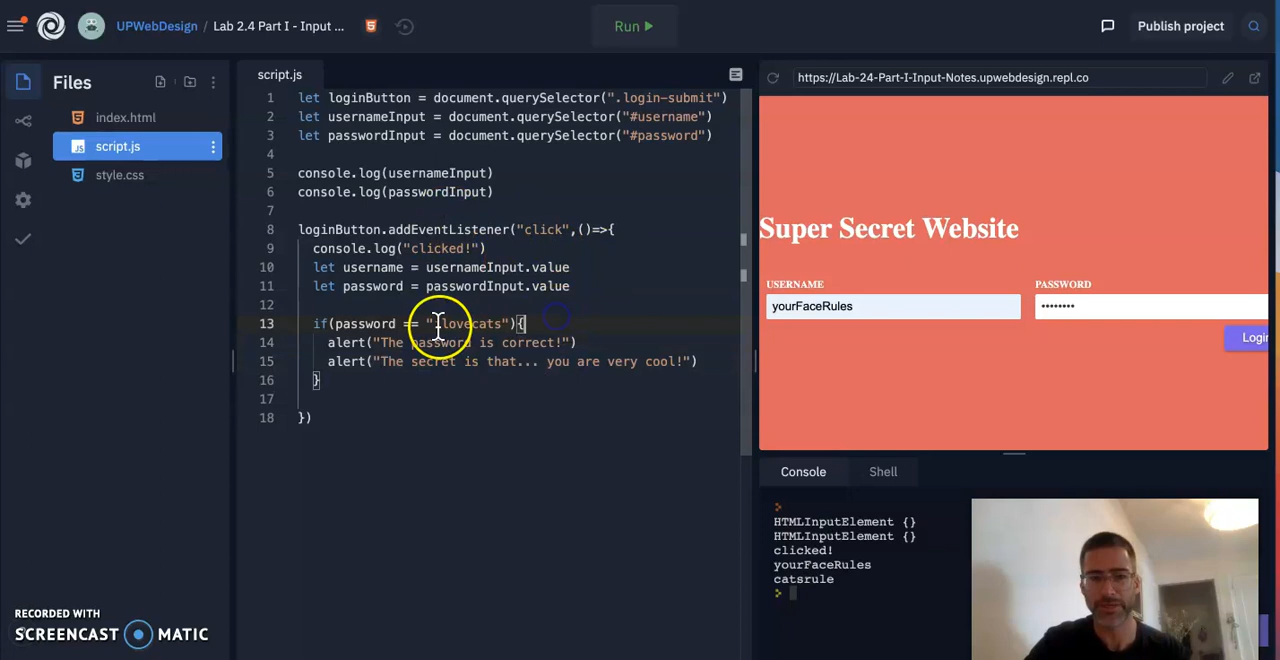 UPWebDesign / Lab 2.4 Part I - Input ...
Run
Publish project
Files
index.html
script.js
style.css
script.js
1 let loginButton = document.querySelector(".login-submit")
2 let usernameInput = document.querySelector("#username")
3 let passwordInput = document.querySelector("#password")
4
5 console.log(usernameInput)
6 console.log(passwordInput)
7
8 loginButton.addEventListener("click",()=>{
9 console.log("clicked!")
10 let username = usernameInput.value
11 let password = passwordInput.value
12
13 if(password == "ilovecats"){
14 alert("The password is correct!")
15 alert("The secret is that... you are very cool!")
16 }
17
18 })
https://Lab-24-Part-I-Input-Notes.upwebdesign.repl.co
Super Secret Website
USERNAME
PASSWORD
yourFaceRules
••••••••
Login
Console
Shell
HTMLInputElement {}
HTMLInputElement {}
clicked!
yourFaceRules
catsrule
RECORDED WITH
SCREENCAST MATIC